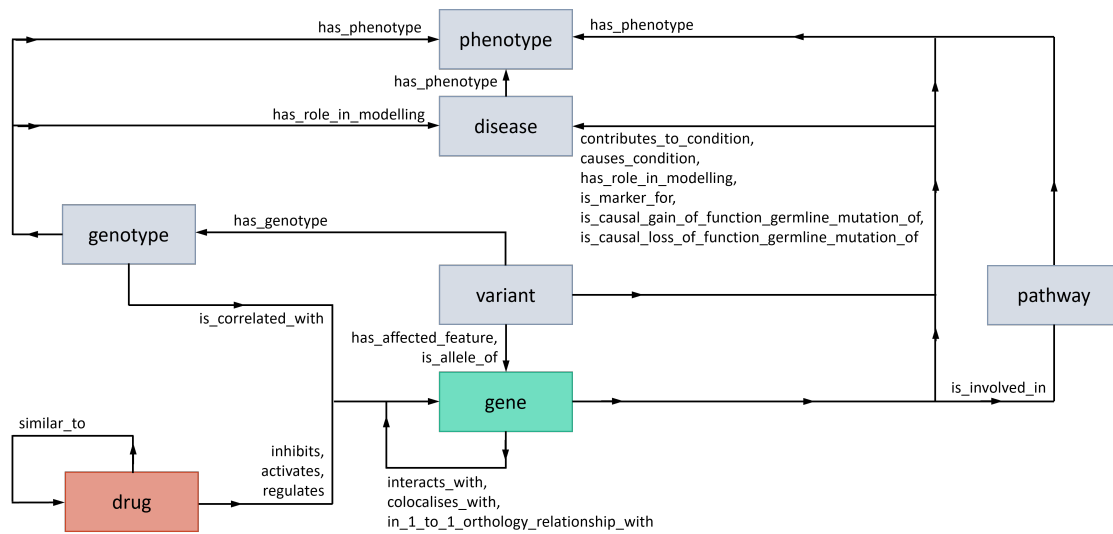 has_phenotype
phenotype
has_phenotype
has_phenotype
has_role_in_modelling
disease
contributes_to_condition,
causes_condition,
has_role_in_modelling,
is_marker_for,
is_causal_gain_of_function_germline_mutation_of,
is_causal_loss_of_function_germline_mutation_of
genotype
has_genotype
variant
pathway
is_correlated_with
has_affected_feature,
is_allele_of
gene
is_involved_in
similar_to
drug
inhibits,
activates,
regulates
interacts_with,
colocalises_with,
in_1_to_1_orthology_relationship_with